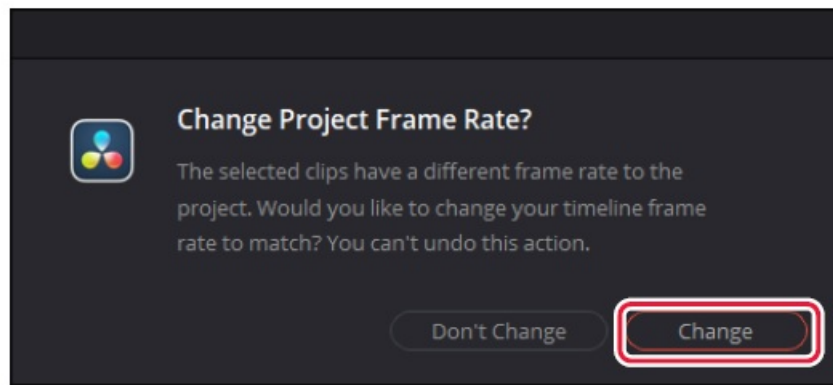 Change Project Frame Rate?
The selected clips have a different frame rate to the
project. Would you like to change your timeline frame
rate to match? You can't undo this action.
Don't Change
Change